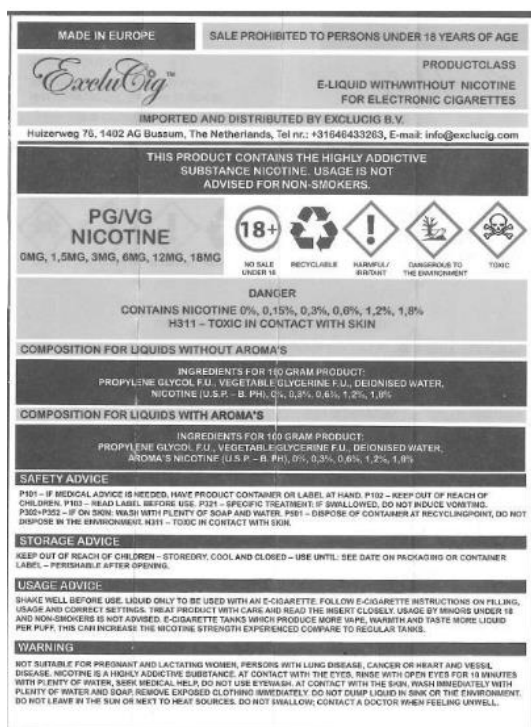 MADE IN EUROPE
SALE PROHIBITED TO PERSONS UNDER 18 YEARS OF AGE
ExcluCig™
PRODUCTCLASS
E-LIQUID WITH/WITHOUT NICOTINE
FOR ELECTRONIC CIGARETTES
IMPORTED AND DISTRIBUTED BY EXCLUCIG B.V.
Huizerweg 76, 1402 AG Bussum, The Netherlands, Tel nr.: +31646433263, E-mail: info@exclucig.com
THIS PRODUCT CONTAINS THE HIGHLY ADDICTIVE
SUBSTANCE NICOTINE. USAGE IS NOT
ADVISED FOR NON-SMOKERS.
PG/VG
NICOTINE
0MG, 1,5MG, 3MG, 6MG, 12MG, 18MG
18+
NO SALE
UNDER 18
RECYCLABLE
HARMFUL/
IRRITANT
DANGEROUS TO
THE ENVIRONMENT
TOXIC
DANGER
CONTAINS NICOTINE 0%, 0,15%, 0,3%, 0,6%, 1,2%, 1,8%
H311 – TOXIC IN CONTACT WITH SKIN
COMPOSITION FOR LIQUIDS WITHOUT AROMA'S
INGREDIENTS FOR 100 GRAM PRODUCT:
PROPYLENE GLYCOL F.U., VEGETABLE GLYCERINE F.U., DEIONISED WATER,
NICOTINE (U.S.P. – B. PH), 0%, 0,3%, 0,6%, 1,2%, 1,8%
COMPOSITION FOR LIQUIDS WITH AROMA'S
INGREDIENTS FOR 100 GRAM PRODUCT:
PROPYLENE GLYCOL F.U., VEGETABLE GLYCERINE F.U., DEIONISED WATER,
AROMA'S NICOTINE (U.S.P. – B. PH), 0%, 0,3%, 0,6%, 1,2%, 1,8%
SAFETY ADVICE
P101 – IF MEDICAL ADVICE IS NEEDED, HAVE PRODUCT CONTAINER OR LABEL AT HAND. P102 – KEEP OUT OF REACH OF
CHILDREN. P103 – READ LABEL BEFORE USE. P321 – SPECIFIC TREATMENT: IF SWALLOWED, DO NOT INDUCE VOMITING.
P302+P352 – IF ON SKIN: WASH WITH PLENTY OF SOAP AND WATER. P501 – DISPOSE OF CONTAINER AT RECYCLINGPOINT, DO NOT
DISPOSE IN THE ENVIRONMENT. H311 – TOXIC IN CONTACT WITH SKIN.
STORAGE ADVICE
KEEP OUT OF REACH OF CHILDREN – STORE DRY, COOL AND CLOSED – USE UNTIL: SEE DATE ON PACKAGING OR CONTAINER
LABEL – PERISHABLE AFTER OPENING.
USAGE ADVICE
SHAKE WELL BEFORE USE. LIQUID ONLY TO BE USED WITH AN E-CIGARETTE. FOLLOW E-CIGARETTE INSTRUCTIONS ON FILLING,
USAGE AND CORRECT SETTINGS. TREAT PRODUCT WITH CARE AND READ THE INSERT CLOSELY. USAGE BY MINORS UNDER 18
AND NON-SMOKERS IS NOT ADVISED. E-CIGARETTE TANKS WHICH PRODUCE MORE VAPE, WARMTH AND TASTE MORE LIQUID
PER PUFF, THIS CAN INCREASE THE NICOTINE STRENGTH EXPERIENCED COMPARE TO REGULAR TANKS.
WARNING
NOT SUITABLE FOR PREGNANT AND LACTATING WOMEN, PERSONS WITH LUNG DISEASE, CANCER OR HEART AND VESSIL
DISEASE. NICOTINE IS A HIGHLY ADDICTIVE SUBSTANCE. AT CONTACT WITH THE EYES, RINSE WITH OPEN EYES FOR 10 MINUTES
WITH PLENTY OF WATER, SEEK MEDICAL HELP, DO NOT USE EYEWASH. AT CONTACT WITH THE SKIN, WASH IMMEDIATELY WITH
PLENTY OF WATER AND SOAP, REMOVE EXPOSED CLOTHING IMMEDIATELY. DO NOT DUMP LIQUID IN SINK OR THE ENVIRONMENT.
DO NOT LEAVE IN THE SUN OR NEXT TO HEAT SOURCES. DO NOT SWALLOW; CONTACT A DOCTOR WHEN FEELING UNWELL.